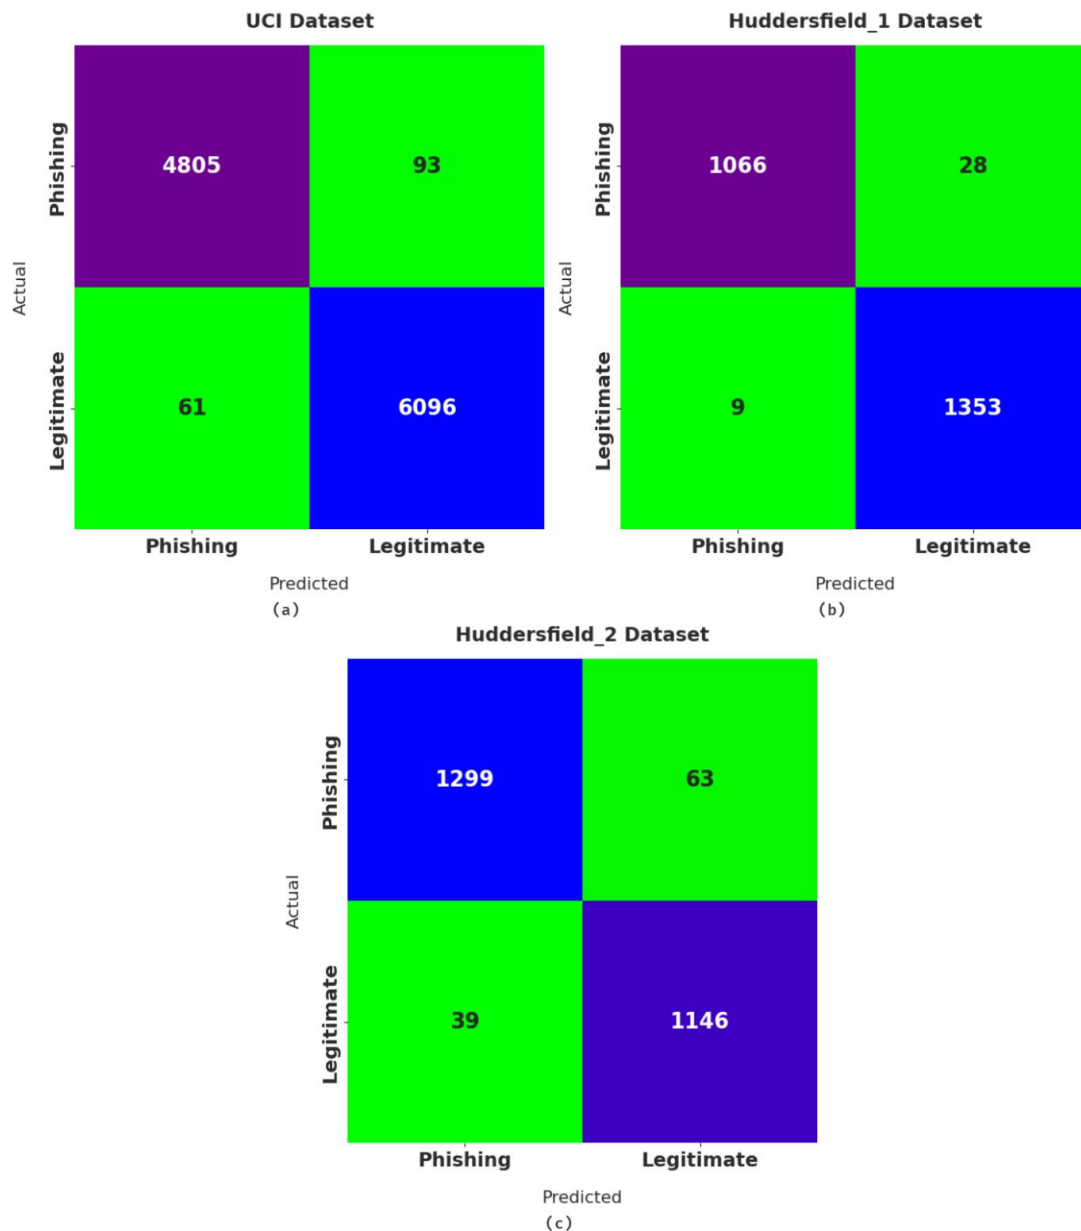 UCI Dataset
Actual
Phishing
Legitimate
4805
93
61
6096
Phishing
Legitimate
Predicted
(a)
Huddersfield_1 Dataset
Actual
Phishing
Legitimate
1066
28
9
1353
Phishing
Legitimate
Predicted
(b)
Huddersfield_2 Dataset
Actual
Phishing
Legitimate
1299
63
39
1146
Phishing
Legitimate
Predicted
(c)